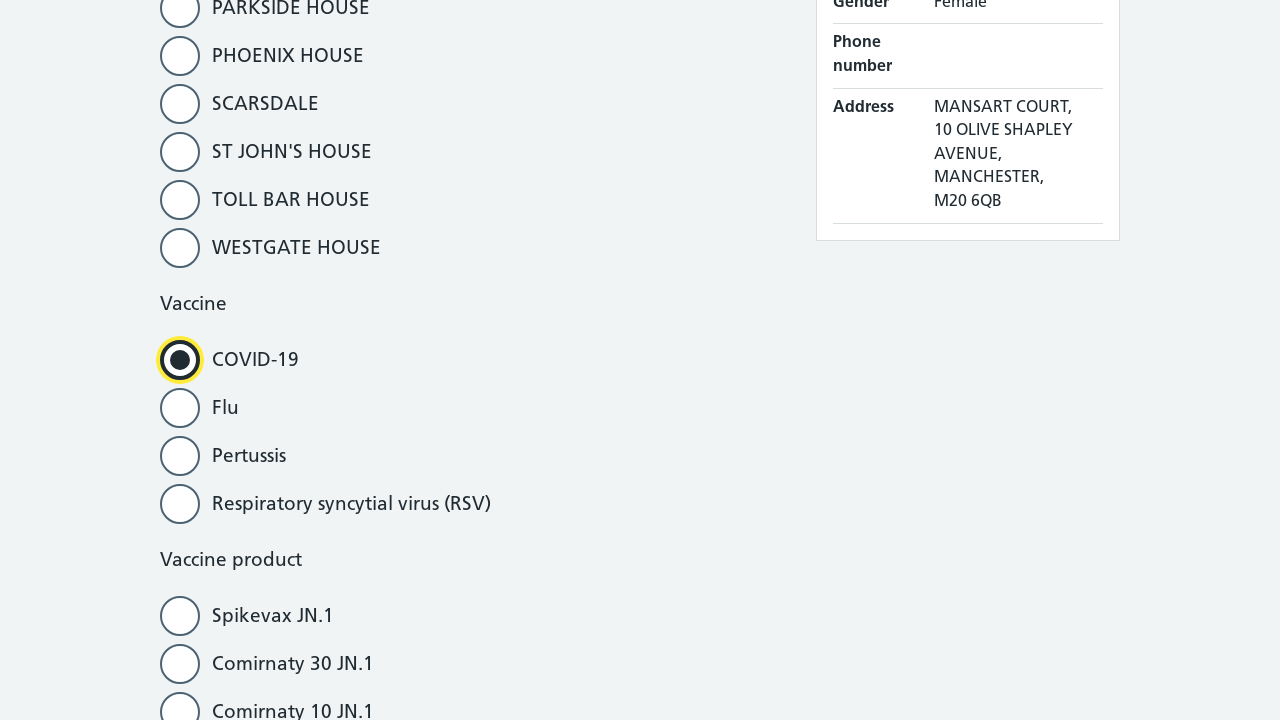 PARKSIDE HOUSE
PHOENIX HOUSE
SCARSDALE
ST JOHN'S HOUSE
TOLL BAR HOUSE
WESTGATE HOUSE
Vaccine
COVID-19
Flu
Pertussis
Respiratory syncytial virus (RSV)
Vaccine product
Spikevax JN.1
Comirnaty 30 JN.1
Comirnaty 10 JN.1
Gender Female
Phone
number
Address MANSART COURT,
10 OLIVE SHAPLEY
AVENUE,
MANCHESTER,
M20 6QB